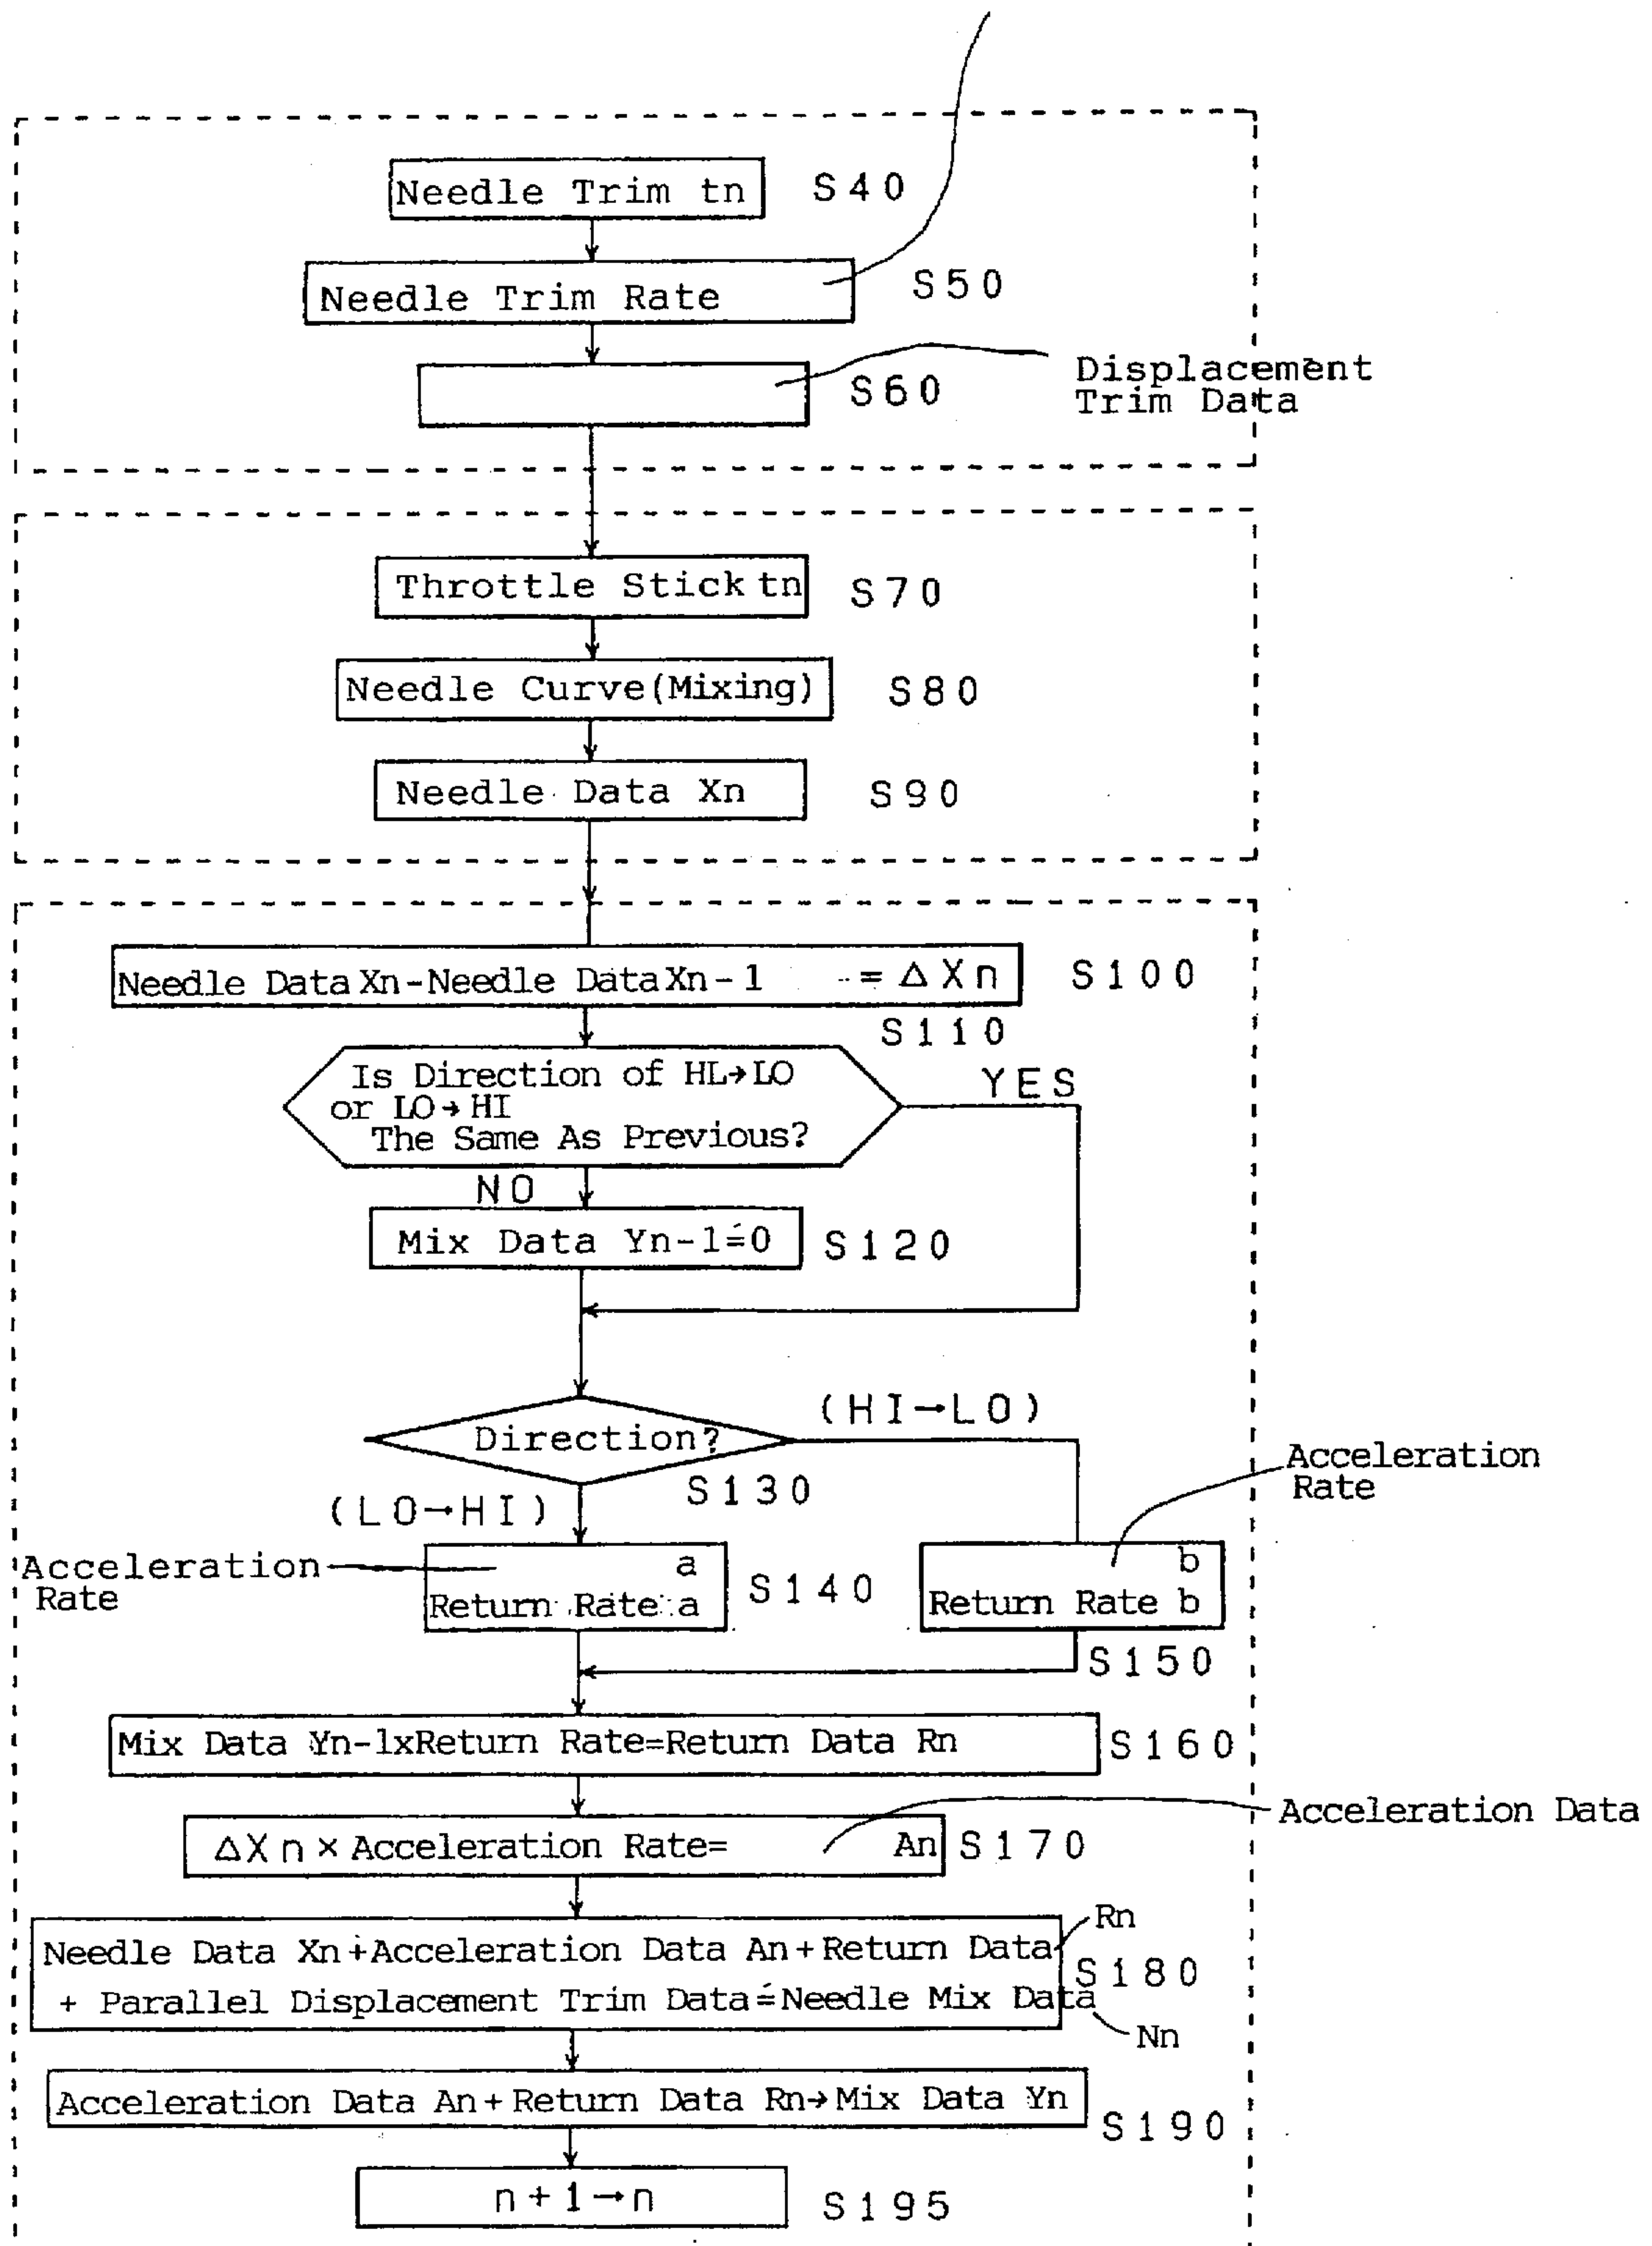 Needle Trim tn
S40
Needle Trim Rate
S50
S60
Displacement
Trim Data
Throttle Stick tn
S70
Needle Curve(Mixing)
S80
Needle Data Xn
S90
Needle Data Xn-Needle Data Xn-1 = ΔXn
S100
S110
Is Direction of HL→LO
or LO→HI
The Same As Previous?
YES
NO
Mix Data Yn-1=0
S120
(HI→LO)
Direction?
S130
(LO→HI)
Acceleration
Rate
Acceleration
Rate
a
Return Rate a
S140
b
Return Rate b
S150
Mix Data Yn-1xReturn Rate=Return Data Rn
S160
ΔXn×Acceleration Rate= An
S170
Acceleration Data
Needle Data Xn+Acceleration Data An+Return Data
Rn
+ Parallel Displacement Trim Data=Needle Mix Data
S180
Nn
Acceleration Data An+Return Data Rn→Mix Data Yn
S190
n+1→n
S195